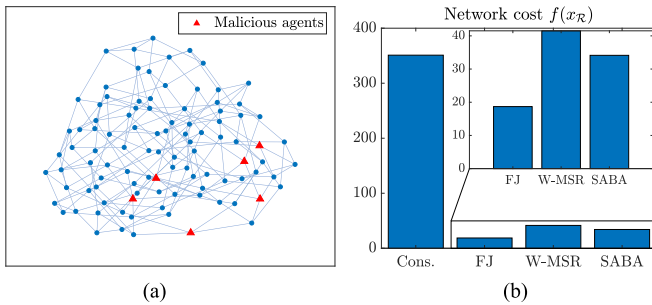 Malicious agents
(a)
Network cost f(x_ℛ)
400
300
200
100
0
40
30
20
10
0
FJ W-MSR SABA
Cons. FJ W-MSR SABA
(b)